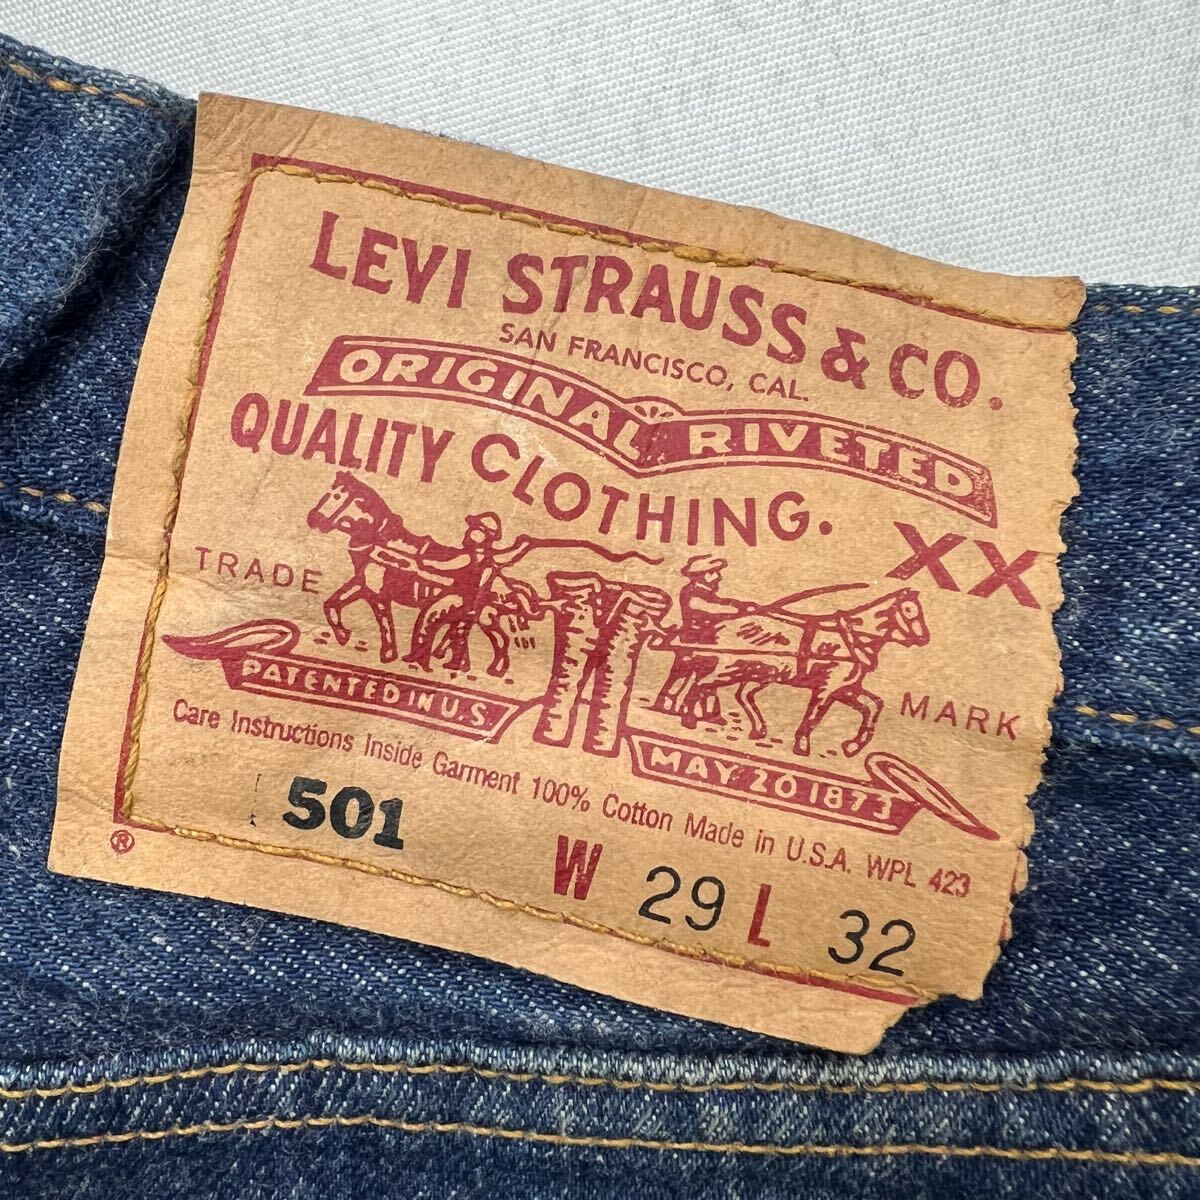 LEVI STRAUSS & CO.
SAN FRANCISCO, CAL.
ORIGINAL RIVETED
QUALITY CLOTHING.
XX
TRADE MARK
PATENTED IN U.S. MAY 20 1873
Care Instructions Inside Garment 100% Cotton Made in U.S.A. WPL 423
501
W 29 L 32
®